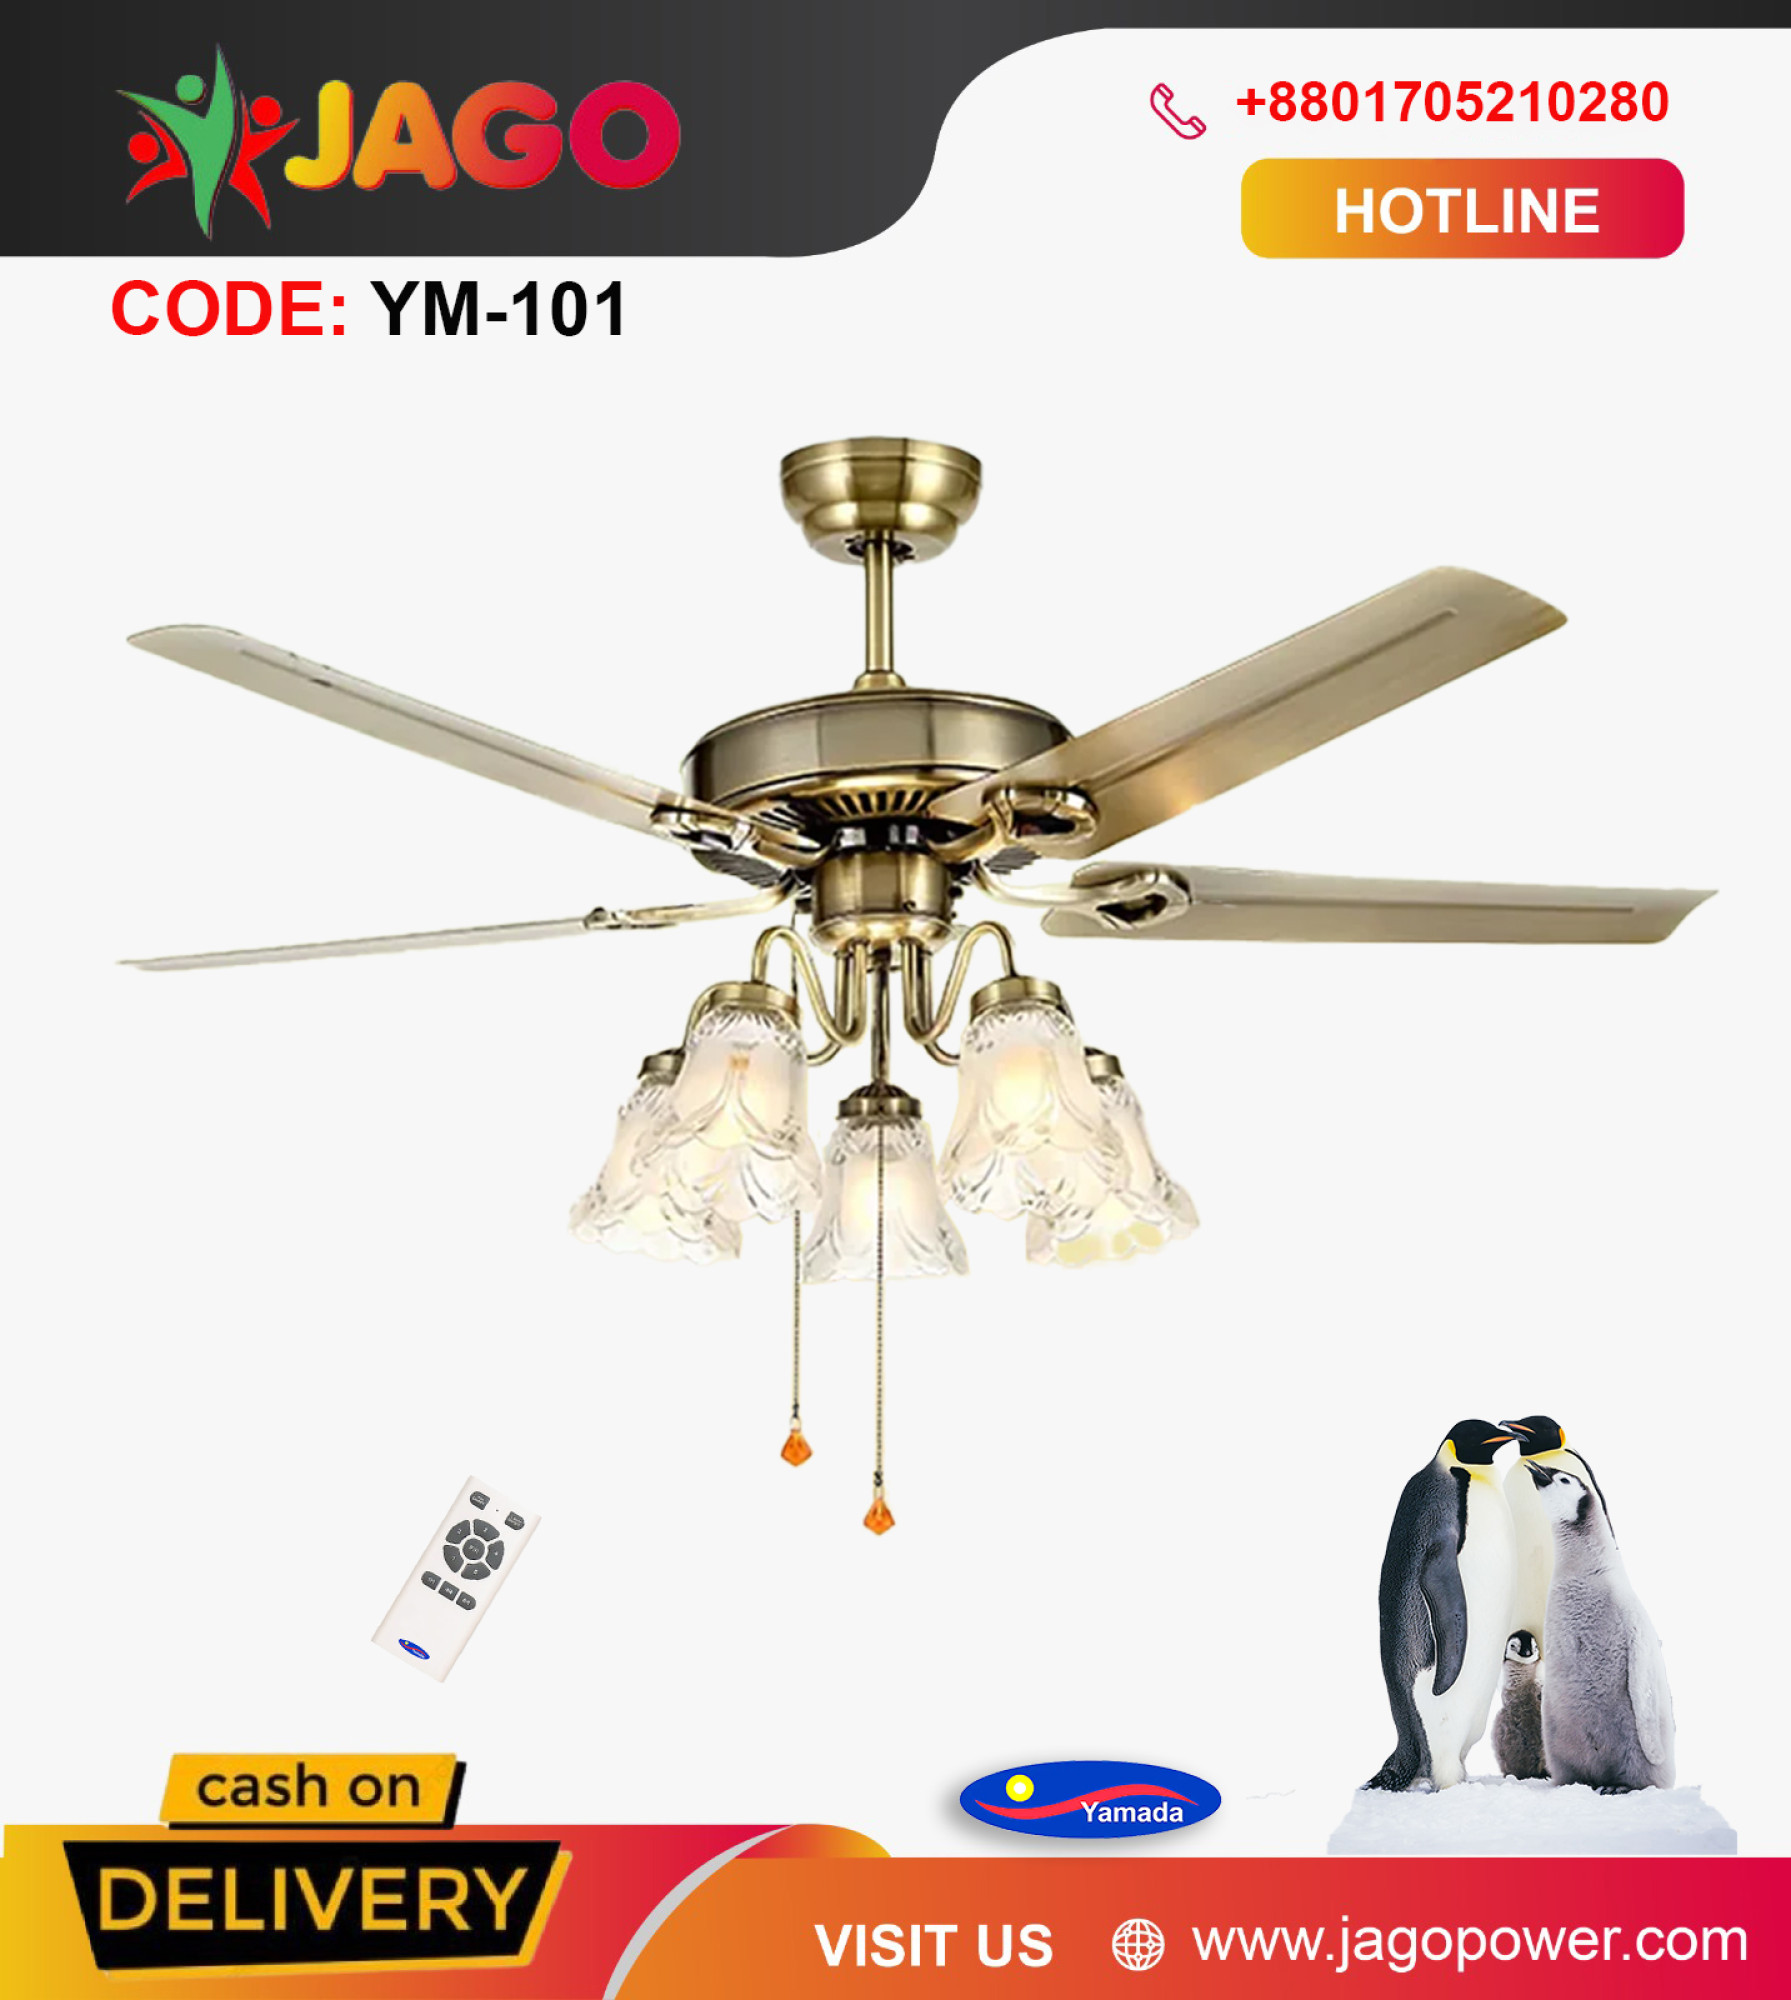 JAGO
+8801705210280
HOTLINE
CODE: YM-101
Yamada
cash on
DELIVERY
VISIT US
www.jagopower.com